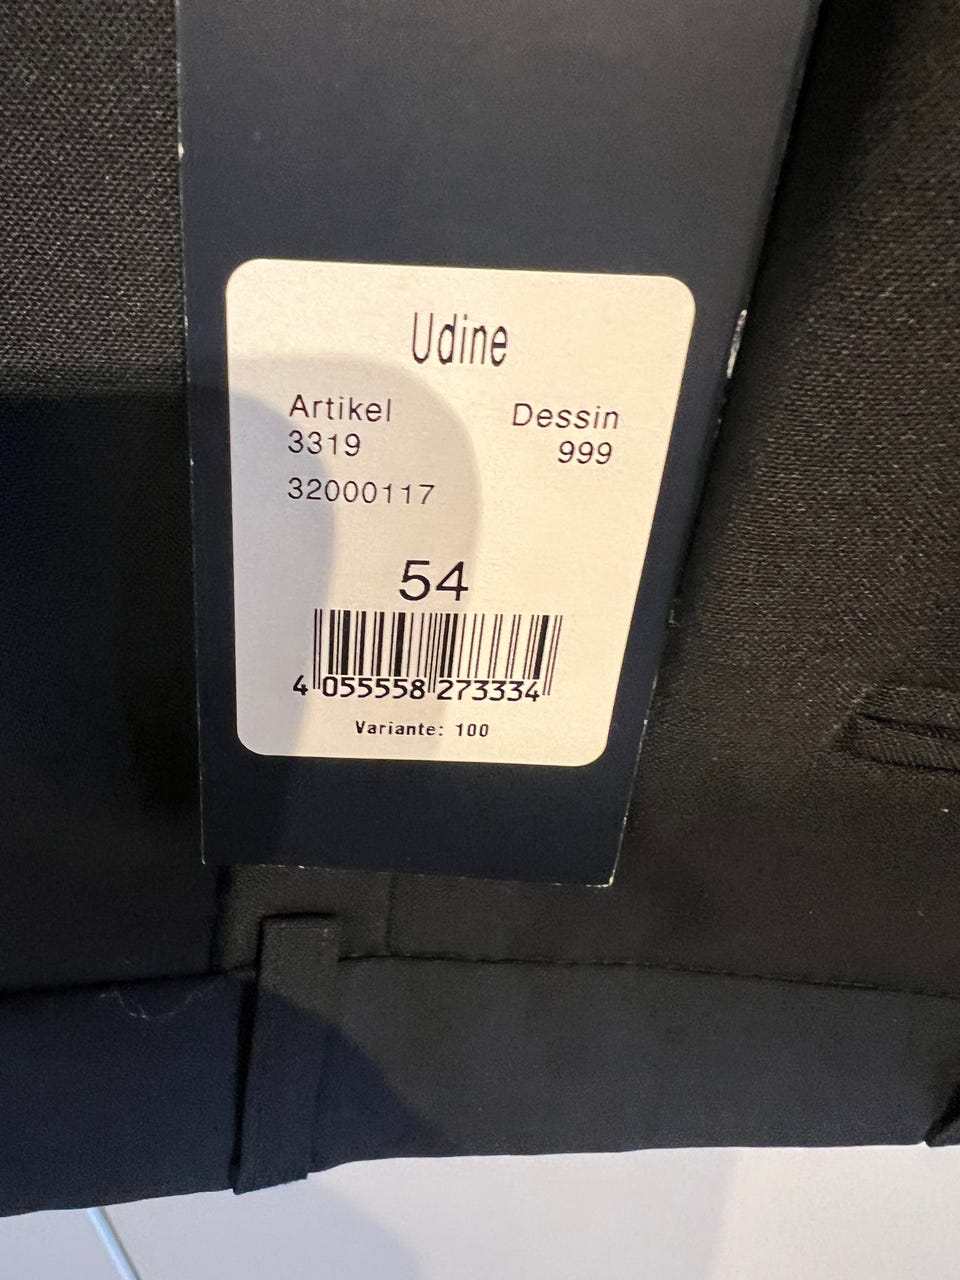 Udine
Artikel Dessin
3319 999
32000117
54
4 055558 273334
Variante: 100